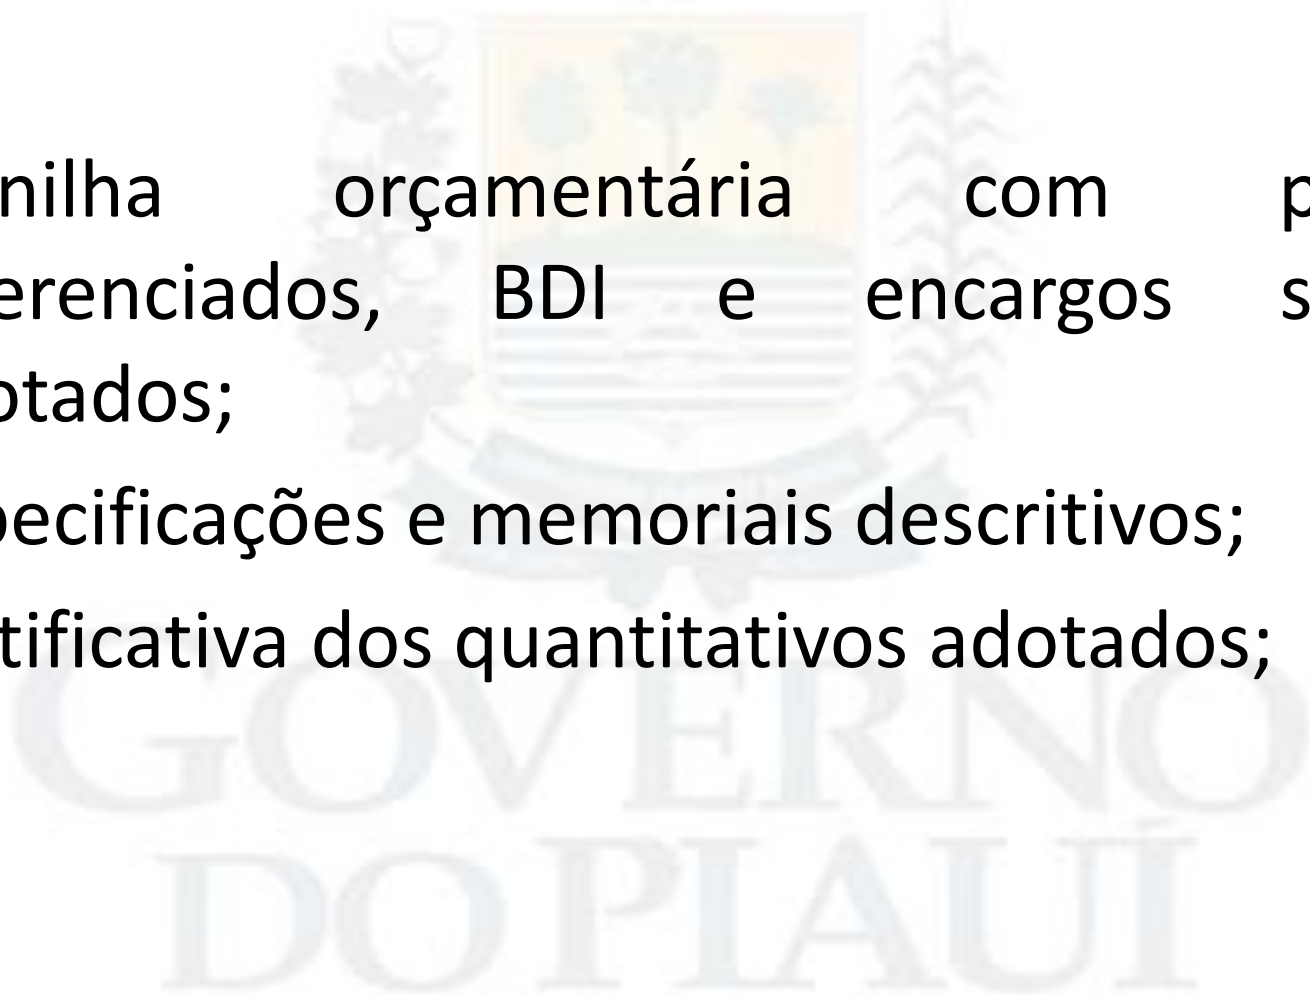 nilha orçamentária com p
erenciados, BDI e encargos s
otados;
pecificações e memoriais descritivos;
tificativa dos quantitativos adotados;
GOVERNO
DO PIAUÍ